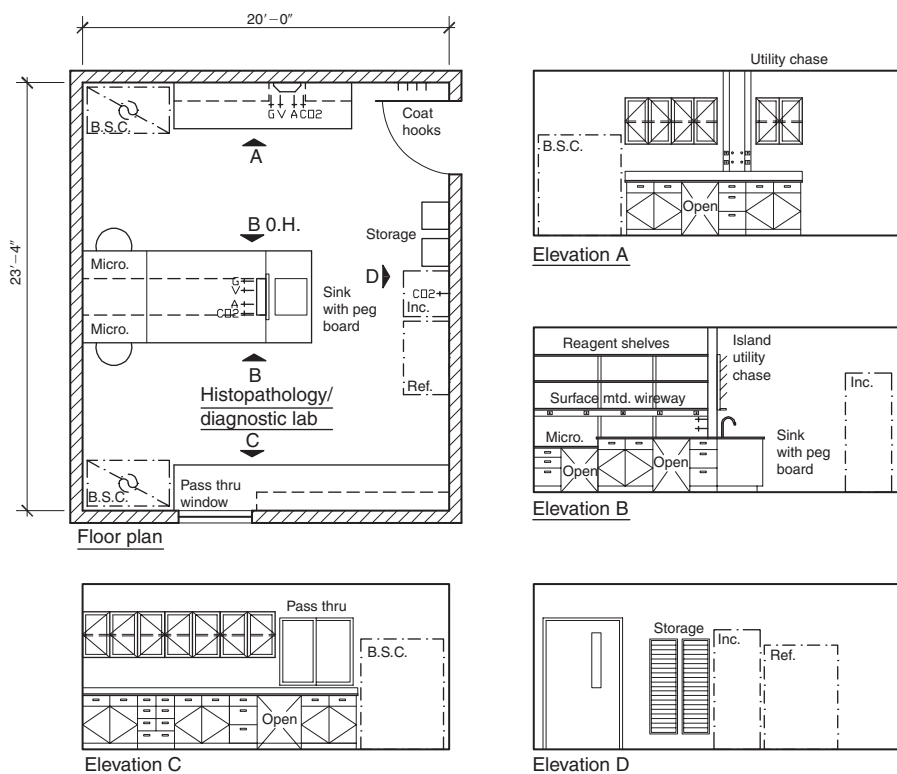 20′–0″
23′–4″
B.S.C.
G V A CO2
Coat
hooks
A
B O.H.
Storage
Micro.
G
V
A
CO2
Micro.
D
CO2
Inc.
Sink
with peg
board
Ref.
B
Histopathology/
diagnostic lab
C
B.S.C.
Pass thru
window
Floor plan
Utility chase
B.S.C.
Open
Elevation A
Reagent shelves
Island
utility
chase
Surface mtd. wireway
Inc.
Micro.
Open
Open
Sink
with peg
board
Elevation B
Pass thru
B.S.C.
Open
Elevation C
Storage
Inc.
Ref.
Elevation D